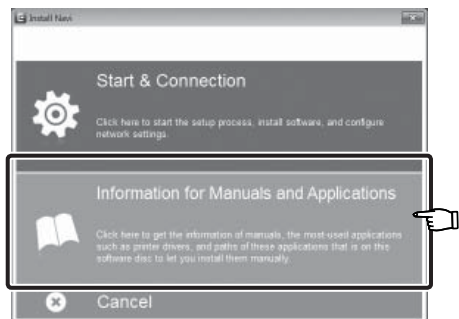 Install Navi
Start & Connection
Click here to start the setup process, install software, and configure
network settings.
Information for Manuals and Applications
Click here to get the information of manuals, the most-used applications
such as printer drivers, and paths of these applications that is on this
software disc to let you install them manually.
Cancel